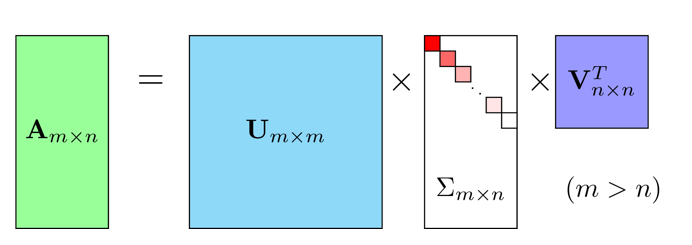 A_{m×n} = U_{m×m} × Σ_{m×n} × V^T_{n×n}
(m > n)